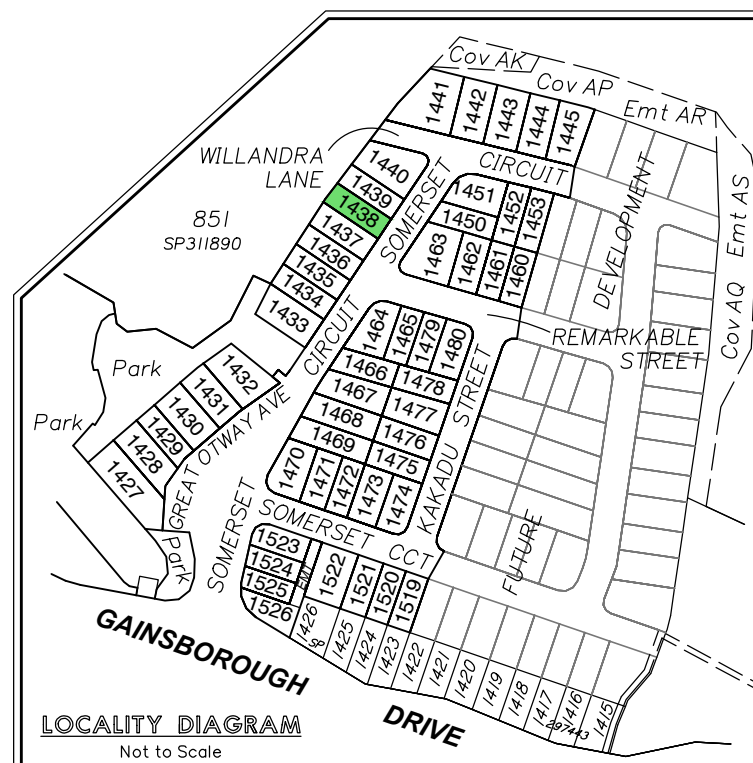 Cov AK
Cov AP
Emt AR
Emt AS
Cov AQ
1441
1442
1443
1444
1445
WILLANDRA
LANE
CIRCUIT
SOMERSET
1440
1439
1438
1437
1436
1435
1434
1433
851
SP311890
1451
1450
1452
1453
1463
1462
1461
1460
DEVELOPMENT
REMARKABLE
STREET
CIRCUIT
1464
1465
1479
1480
1466
1478
1467
1477
1468
1476
1469
1475
1470
1471
1472
1473
1474
KAKADU STREET
Park
Park
1432
1431
1430
1429
1428
1427
GREAT OTWAY AVE
Park
SOMERSET
SOMERSET CCT
1523
1524
1525
1526
EMT
1522
1521
1520
1519
FUTURE
1426
SP
1425
1424
1423
1422
1421
1420
1419
1418
1417
1416
1415
297443
GAINSBOROUGH
DRIVE
LOCALITY DIAGRAM
Not to Scale